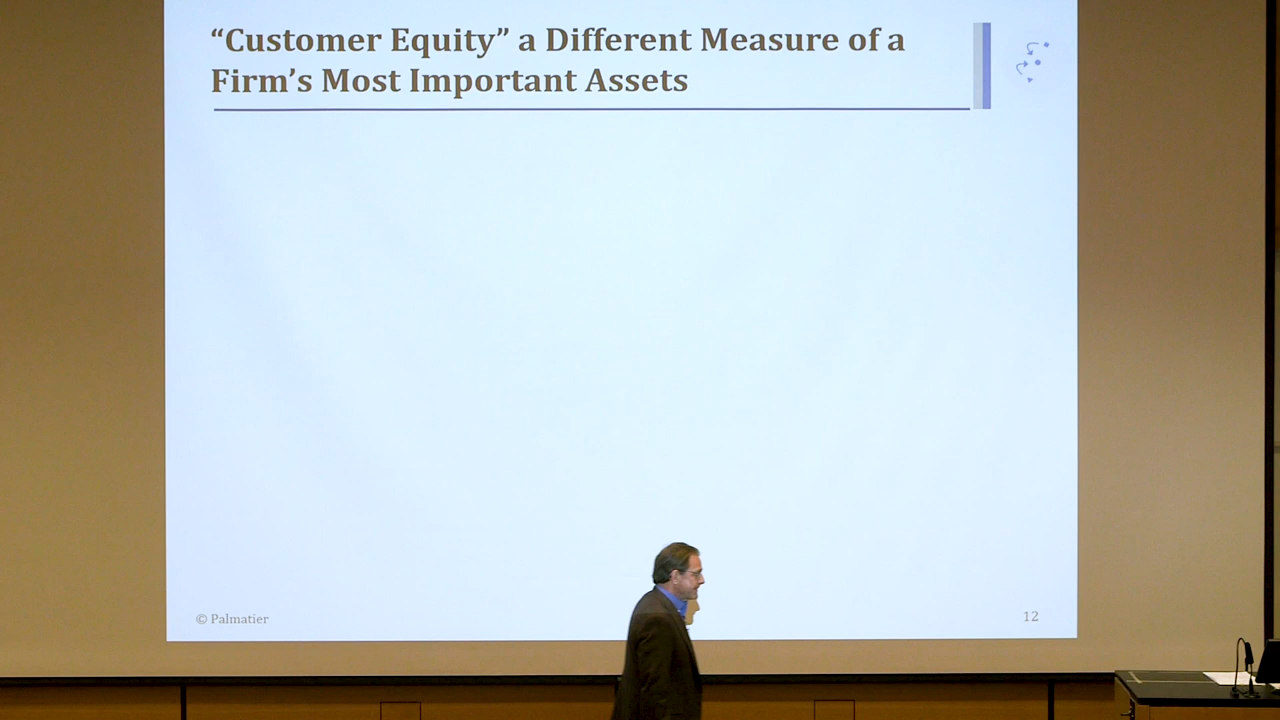 “Customer Equity” a Different Measure of a
Firm’s Most Important Assets
© Palmatier
12